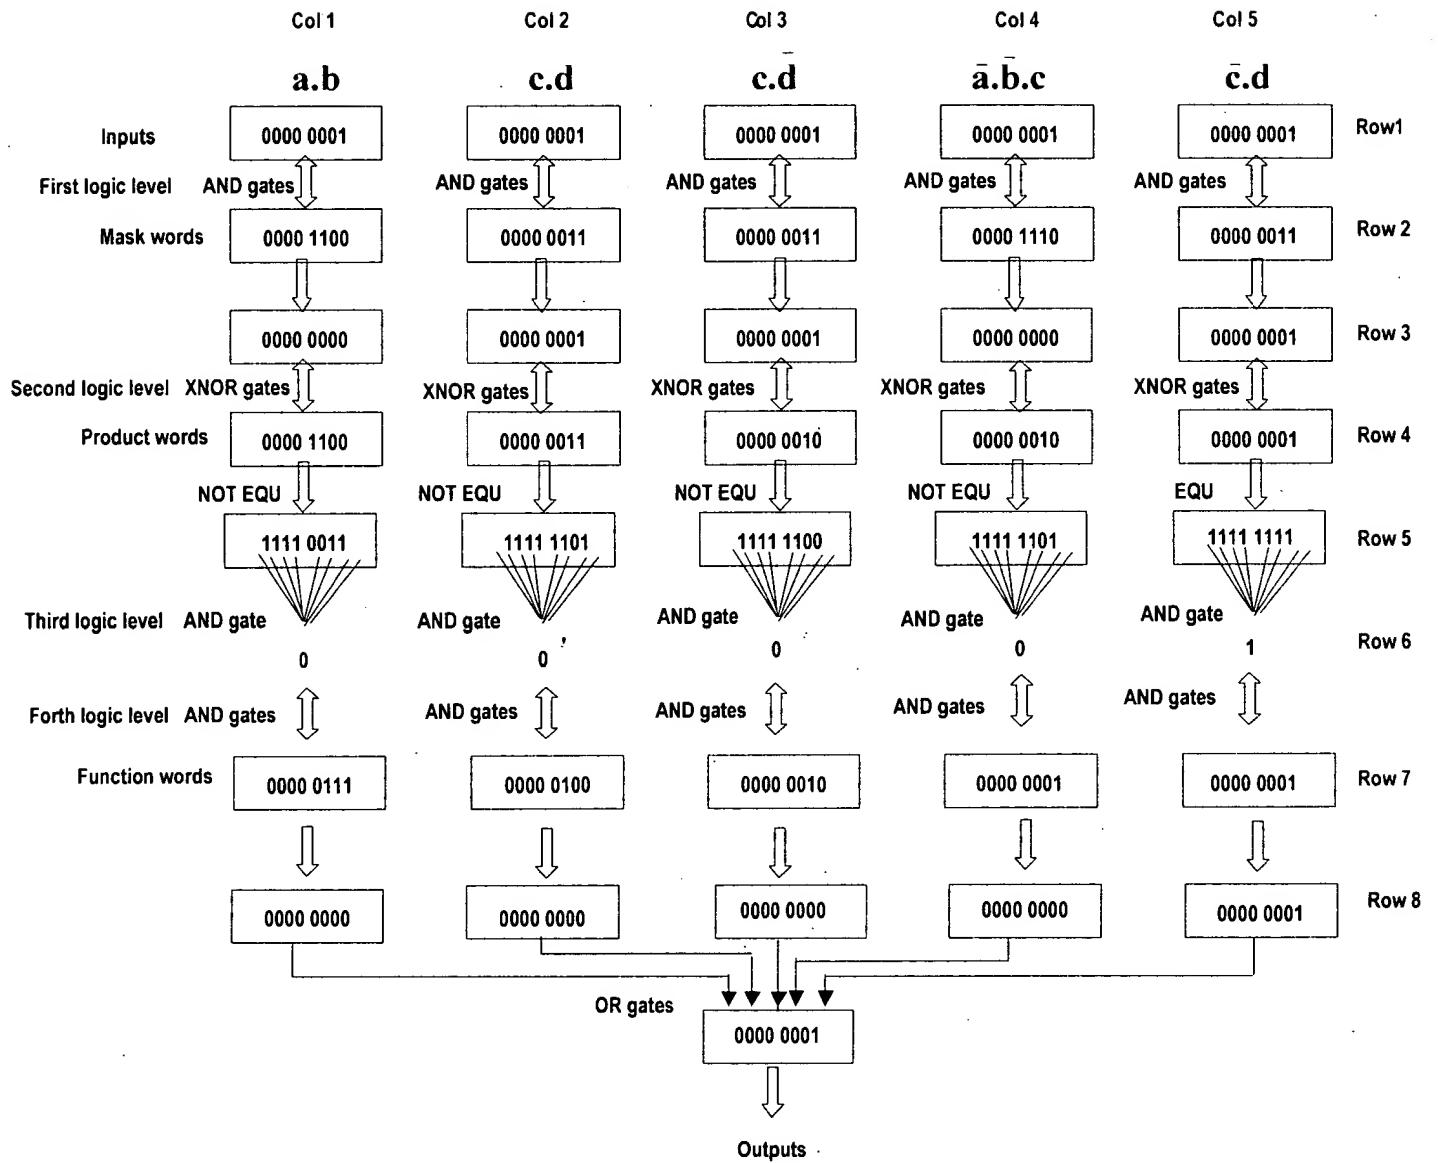 Col 1 Col 2 Col 3 Col 4 Col 5
a.b c.d c.d̄ ā.b̄.c c̄.d
Inputs 0000 0001 0000 0001 0000 0001 0000 0001 0000 0001 Row1
First logic level AND gates AND gates AND gates AND gates AND gates
Mask words 0000 1100 0000 0011 0000 0011 0000 1110 0000 0011 Row 2
0000 0000 0000 0001 0000 0001 0000 0000 0000 0001 Row 3
Second logic level XNOR gates XNOR gates XNOR gates XNOR gates XNOR gates
Product words 0000 1100 0000 0011 0000 0010 0000 0010 0000 0001 Row 4
NOT EQU NOT EQU NOT EQU NOT EQU EQU
1111 0011 1111 1101 1111 1100 1111 1101 1111 1111 Row 5
Third logic level AND gate AND gate AND gate AND gate AND gate
0 0 0 0 1 Row 6
Forth logic level AND gates AND gates AND gates AND gates AND gates
Function words 0000 0111 0000 0100 0000 0010 0000 0001 0000 0001 Row 7
0000 0000 0000 0000 0000 0000 0000 0000 0000 0001 Row 8
OR gates
0000 0001
Outputs